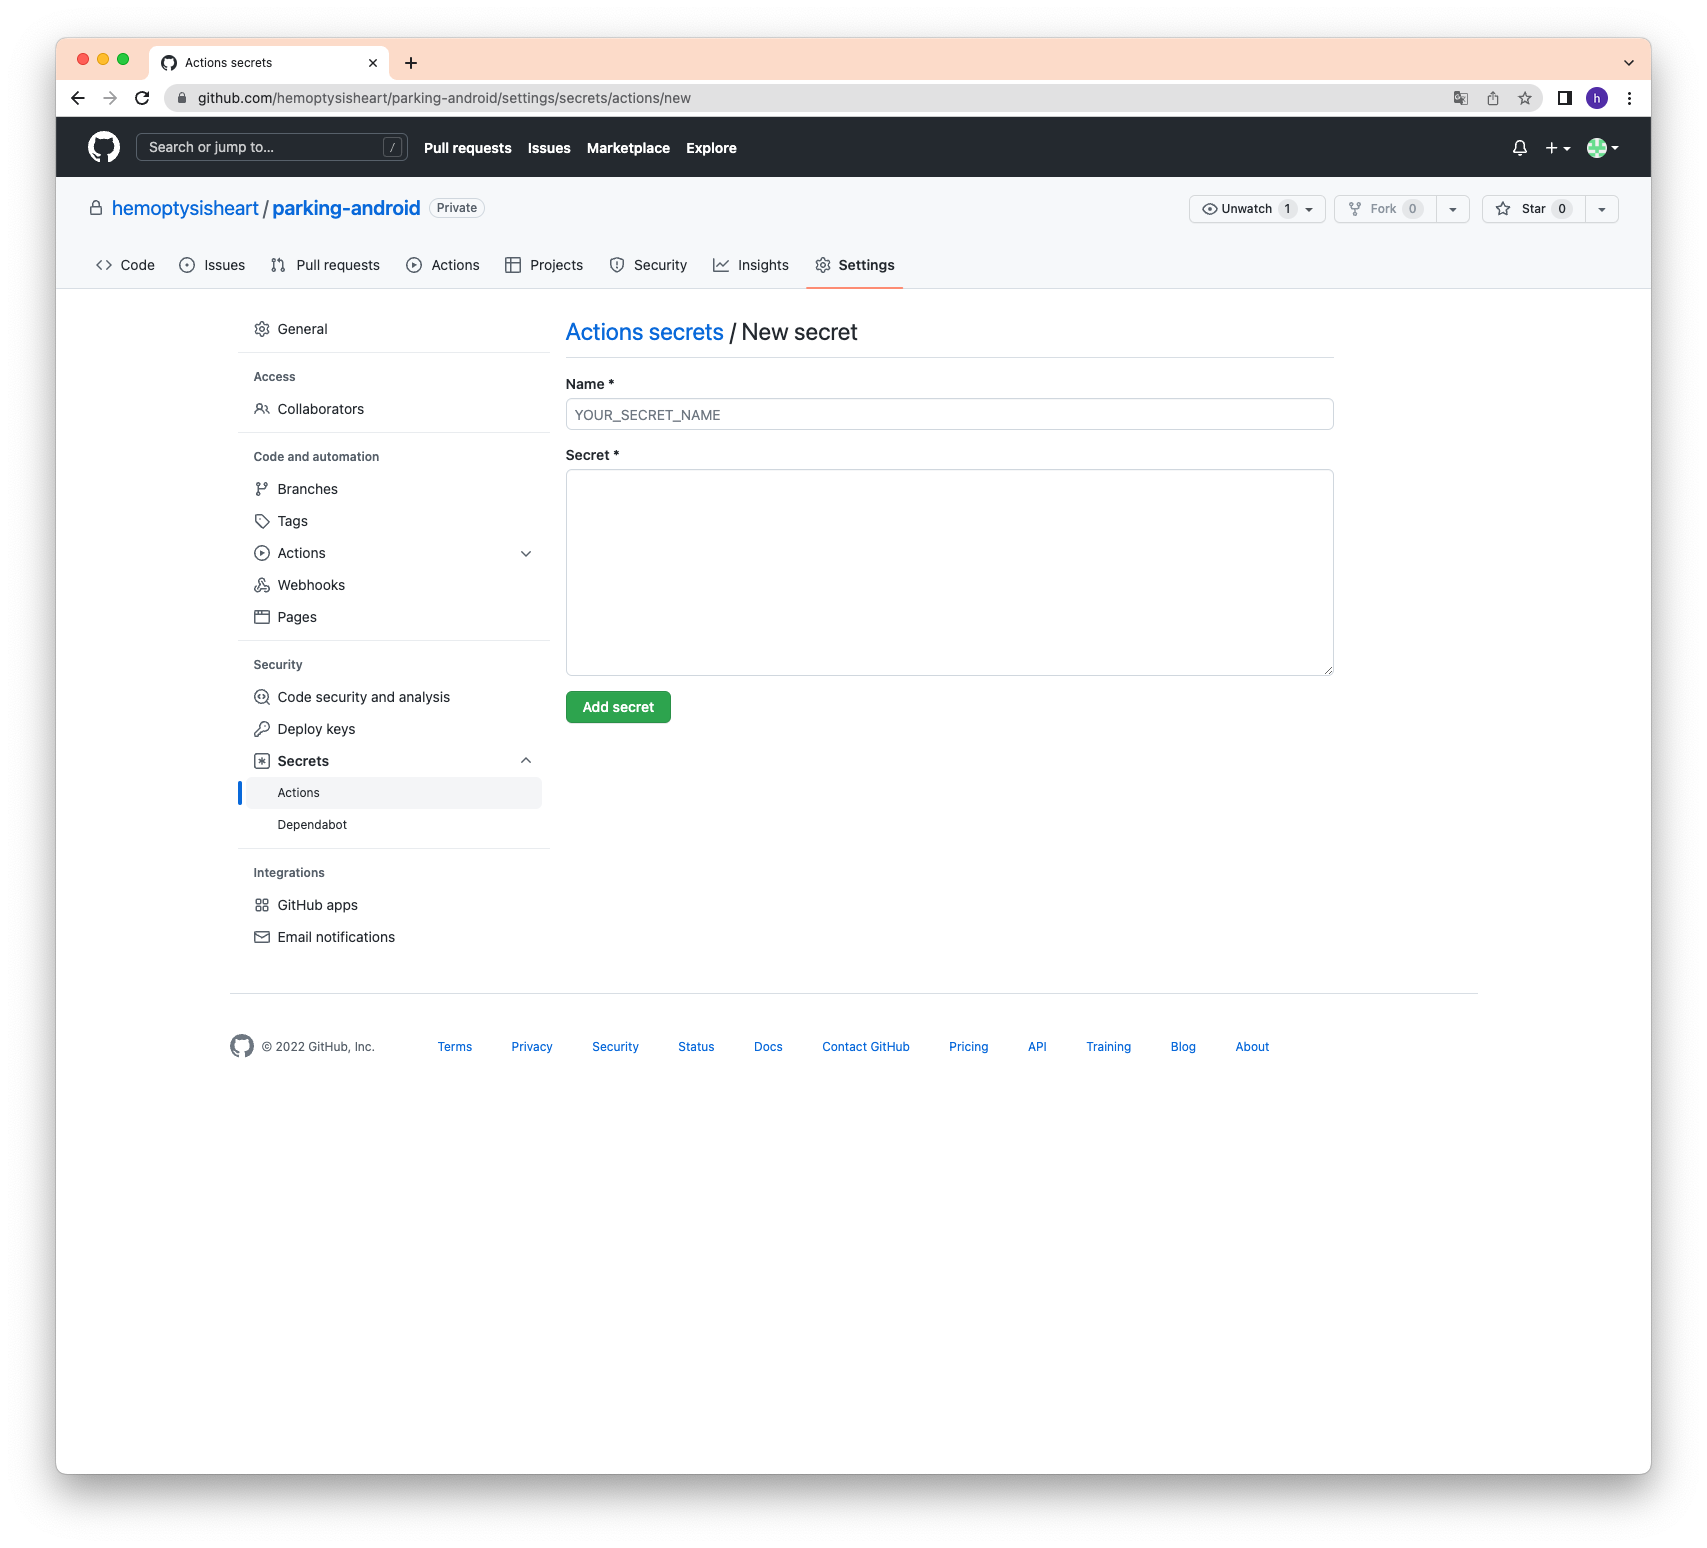 Actions secrets
github.com/hemoptysisheart/parking-android/settings/secrets/actions/new
h
Search or jump to...
/
Pull requests Issues Marketplace Explore
hemoptysisheart / parking-android Private
Unwatch 1 Fork 0 Star 0
Code Issues Pull requests Actions Projects Security Insights Settings
General
Access
Collaborators
Code and automation
Branches
Tags
Actions
Webhooks
Pages
Security
Code security and analysis
Deploy keys
Secrets
Actions
Dependabot
Integrations
GitHub apps
Email notifications
Actions secrets / New secret
Name *
YOUR_SECRET_NAME
Secret *
Add secret
© 2022 GitHub, Inc. Terms Privacy Security Status Docs Contact GitHub Pricing API Training Blog About